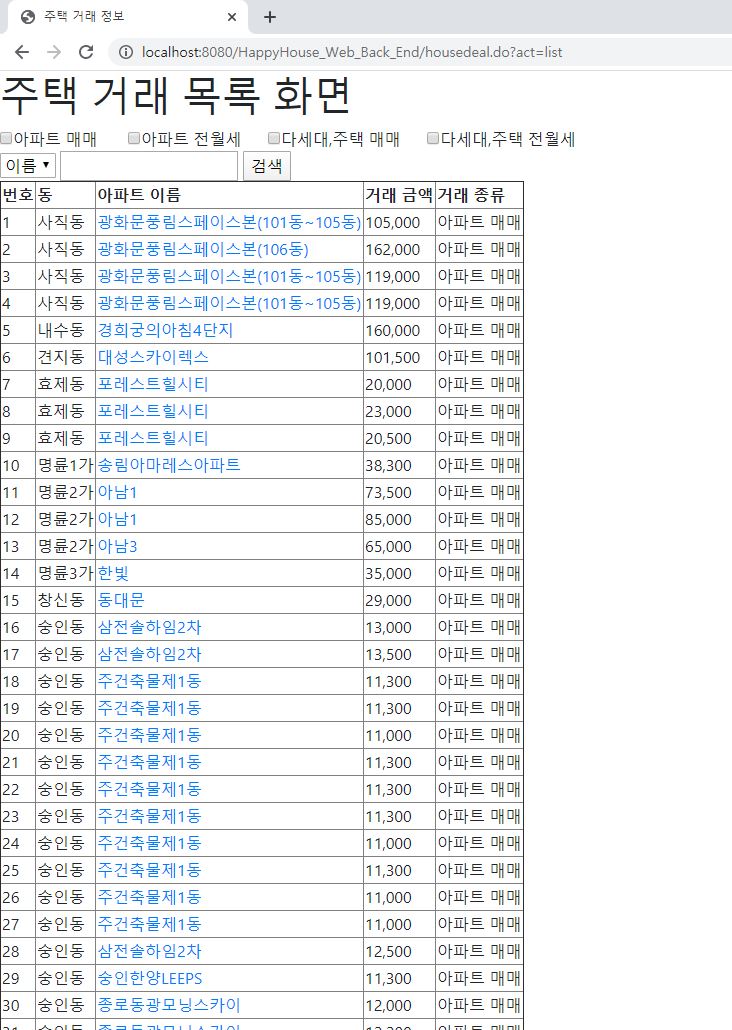 주택 거래 정보
localhost:8080/HappyHouse_Web_Back_End/housedeal.do?act=list
주택 거래 목록 화면
아파트 매매 아파트 전월세 다세대,주택 매매 다세대,주택 전월세
이름 검색
번호 동 아파트 이름 거래 금액 거래 종류
1 사직동 광화문풍림스페이스본(101동~105동) 105,000 아파트 매매
2 사직동 광화문풍림스페이스본(106동) 162,000 아파트 매매
3 사직동 광화문풍림스페이스본(101동~105동) 119,000 아파트 매매
4 사직동 광화문풍림스페이스본(101동~105동) 119,000 아파트 매매
5 내수동 경희궁의아침4단지 160,000 아파트 매매
6 견지동 대성스카이렉스 101,500 아파트 매매
7 효제동 포레스트힐시티 20,000 아파트 매매
8 효제동 포레스트힐시티 23,000 아파트 매매
9 효제동 포레스트힐시티 20,500 아파트 매매
10 명륜1가 송림아마레스아파트 38,300 아파트 매매
11 명륜2가 아남1 73,500 아파트 매매
12 명륜2가 아남1 85,000 아파트 매매
13 명륜2가 아남3 65,000 아파트 매매
14 명륜3가 한빛 35,000 아파트 매매
15 창신동 동대문 29,000 아파트 매매
16 숭인동 삼전솔하임2차 13,000 아파트 매매
17 숭인동 삼전솔하임2차 13,500 아파트 매매
18 숭인동 주건축물제1동 11,300 아파트 매매
19 숭인동 주건축물제1동 11,300 아파트 매매
20 숭인동 주건축물제1동 11,000 아파트 매매
21 숭인동 주건축물제1동 11,300 아파트 매매
22 숭인동 주건축물제1동 11,300 아파트 매매
23 숭인동 주건축물제1동 11,300 아파트 매매
24 숭인동 주건축물제1동 11,000 아파트 매매
25 숭인동 주건축물제1동 11,300 아파트 매매
26 숭인동 주건축물제1동 11,000 아파트 매매
27 숭인동 주건축물제1동 11,000 아파트 매매
28 숭인동 삼전솔하임2차 12,500 아파트 매매
29 숭인동 숭인한양LEEPS 11,300 아파트 매매
30 숭인동 종로동광모닝스카이 12,000 아파트 매매